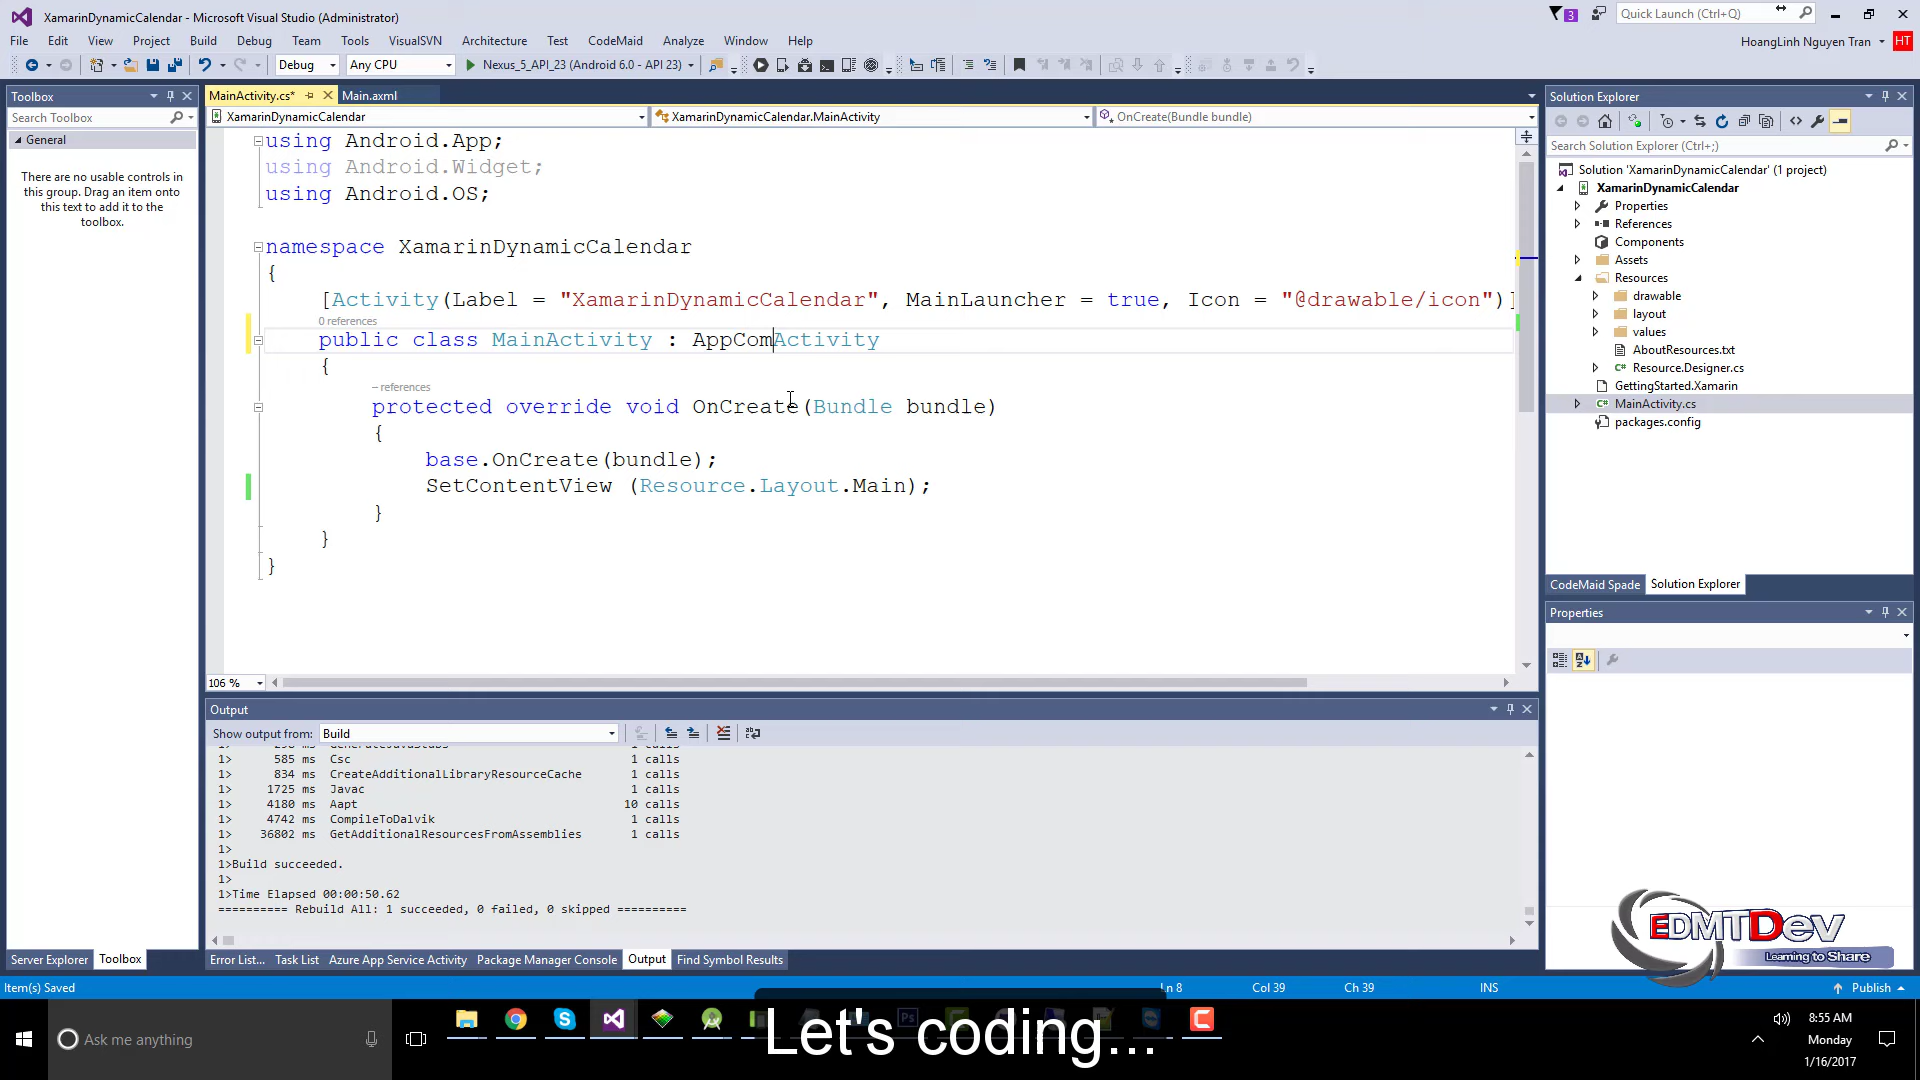 XamarinDynamicCalendar - Microsoft Visual Studio (Administrator)
3
Quick Launch (Ctrl+Q)
File Edit View Project Build Debug Team Tools VisualSVN Architecture Test CodeMaid Analyze Window Help
HoangLinh Nguyen Tran
HT
Debug
Any CPU
Nexus_5_API_23 (Android 6.0 - API 23)
Toolbox
Search Toolbox
General
There are no usable controls in
this group. Drag an item onto
this text to add it to the
toolbox.
Server Explorer Toolbox
MainActivity.cs*
Main.axml
XamarinDynamicCalendar
XamarinDynamicCalendar.MainActivity
OnCreate(Bundle bundle)
using Android.App;
using Android.Widget;
using Android.OS;
namespace XamarinDynamicCalendar
{
[Activity(Label = "XamarinDynamicCalendar", MainLauncher = true, Icon = "@drawable/icon")]
0 references
public class MainActivity : AppComActivity
{
-- references
protected override void OnCreate(Bundle bundle)
{
base.OnCreate(bundle);
SetContentView (Resource.Layout.Main);
}
}
}
106 %
Output
Show output from: Build
585 ms Csc 1 calls
1> 834 ms CreateAdditionalLibraryResourceCache 1 calls
1> 1725 ms Javac 1 calls
1> 4180 ms Aapt 10 calls
1> 4742 ms CompileToDalvik 1 calls
1> 36802 ms GetAdditionalResourcesFromAssemblies 1 calls
1>
1>Build succeeded.
1>
1>Time Elapsed 00:00:50.62
========== Rebuild All: 1 succeeded, 0 failed, 0 skipped ==========
Error List... Task List Azure App Service Activity Package Manager Console Output Find Symbol Results
Solution Explorer
Search Solution Explorer (Ctrl+;)
Solution 'XamarinDynamicCalendar' (1 project)
XamarinDynamicCalendar
Properties
References
Components
Assets
Resources
drawable
layout
values
AboutResources.txt
Resource.Designer.cs
GettingStarted.Xamarin
MainActivity.cs
packages.config
CodeMaid Spade Solution Explorer
Properties
EDMTDev
Learning to Share
Item(s) Saved
Ln 8
Col 39
Ch 39
INS
Publish
Ask me anything
Let's coding...
8:55 AM
Monday
1/16/2017